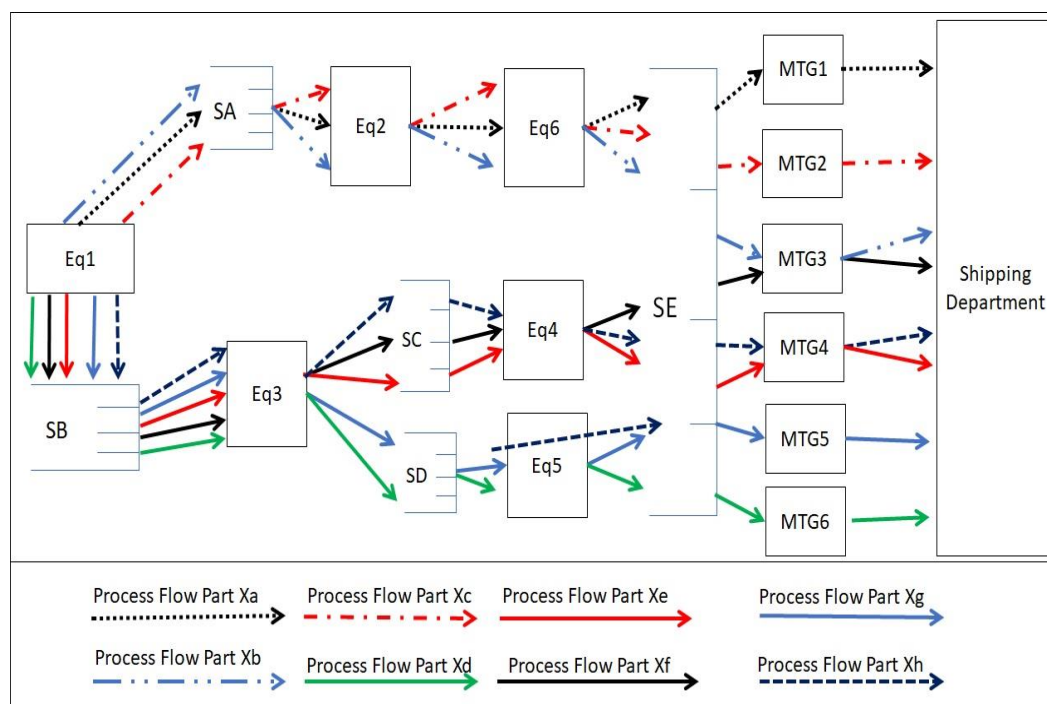 MTG1
SA
Eq2
Eq6
MTG2
Eq1
MTG3
Shipping
Department
SC
Eq4
SE
MTG4
Eq3
SB
SD
Eq5
MTG5
MTG6
Process Flow Part Xa
Process Flow Part Xc
Process Flow Part Xe
Process Flow Part Xg
Process Flow Part Xb
Process Flow Part Xd
Process Flow Part Xf
Process Flow Part Xh